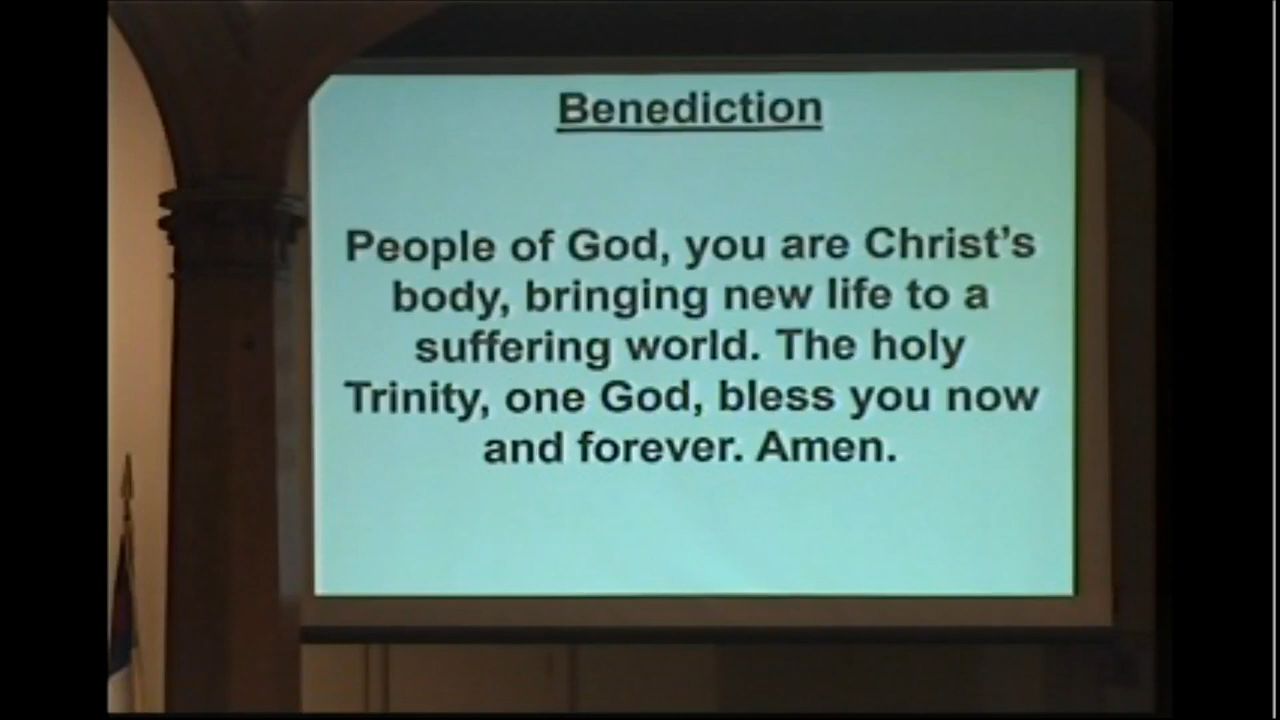 Benediction
People of God, you are Christ's
body, bringing new life to a
suffering world. The holy
Trinity, one God, bless you now
and forever. Amen.